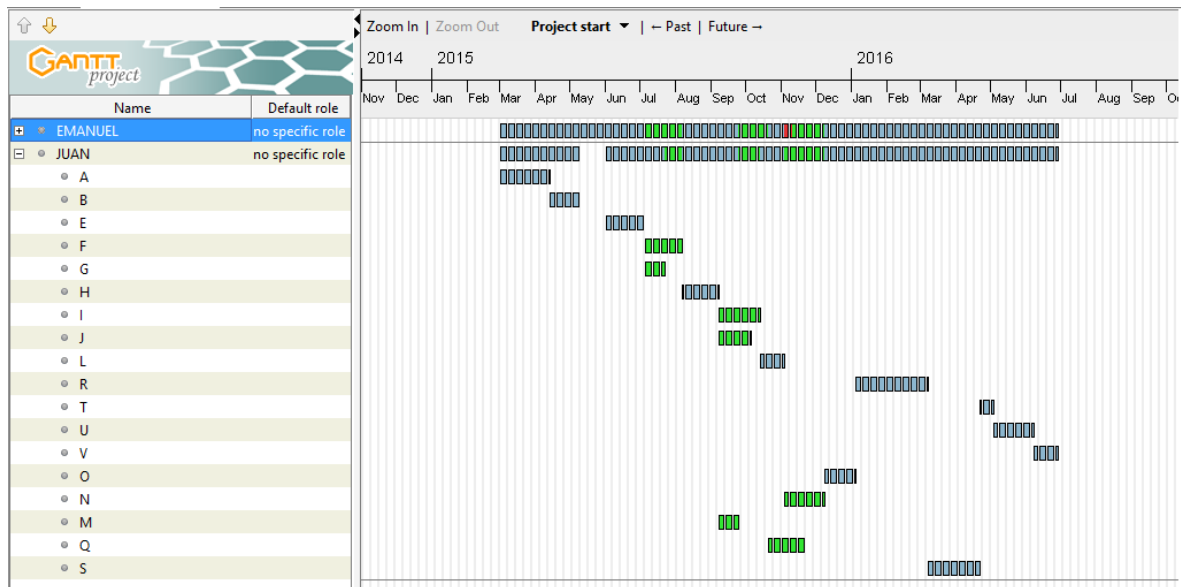 Zoom In | Zoom Out Project start | ← Past | Future →
GANTT
project
2014 2015 2016
Nov Dec Jan Feb Mar Apr May Jun Jul Aug Sep Oct Nov Dec Jan Feb Mar Apr May Jun Jul Aug Sep
Name Default role
EMANUEL no specific role
JUAN no specific role
A
B
E
F
G
H
I
J
L
R
T
U
V
O
N
M
Q
S